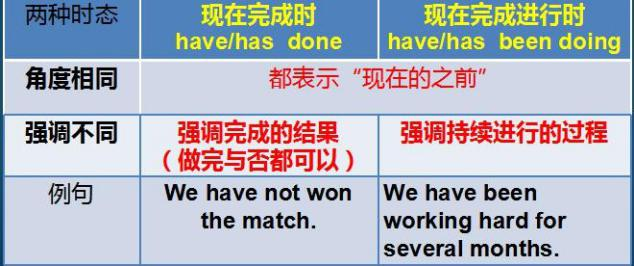 两种时态
现在完成时
have/has done
现在完成进行时
have/has been doing
角度相同
都表示“现在的之前”
强调不同
强调完成的结果
（做完与否都可以）
强调持续进行的过程
例句
We have not won
the match.
We have been
working hard for
several months.